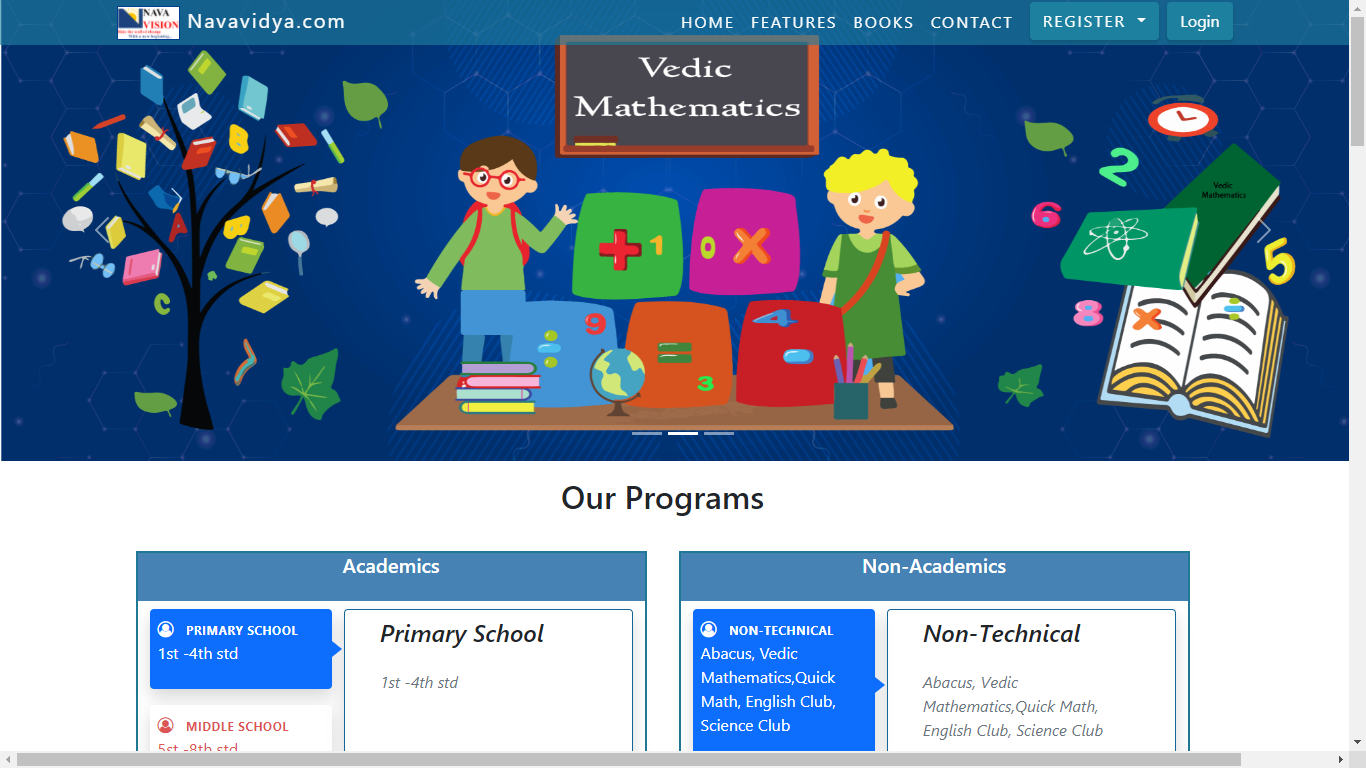 NAVA
VISION
Navavidya.com
HOME FEATURES BOOKS CONTACT REGISTER Login
Vedic
Mathematics
Vedic
Mathematics
2
6
5
8
B
A
C
a
1
0
9
4
3
Our Programs
Academics
PRIMARY SCHOOL
1st -4th std
Primary School
1st -4th std
MIDDLE SCHOOL
5st -8th std
Non-Academics
NON-TECHNICAL
Abacus, Vedic
Mathematics,Quick
Math, English Club,
Science Club
Non-Technical
Abacus, Vedic
Mathematics,Quick Math,
English Club, Science Club